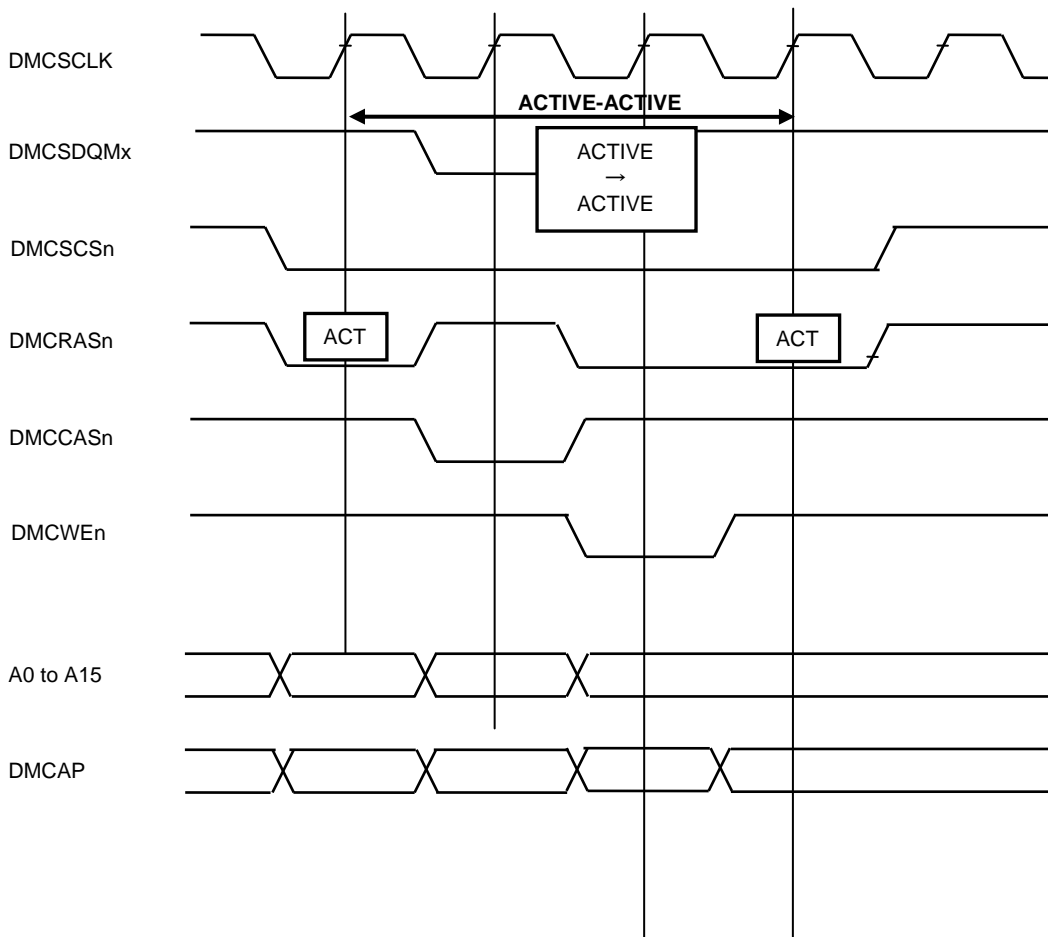 DMCSCLK
ACTIVE-ACTIVE
DMCSDQMx
ACTIVE
→
ACTIVE
DMCSCSn
DMCRASn
ACT
ACT
DMCCASn
DMCWEn
A0 to A15
DMCAP